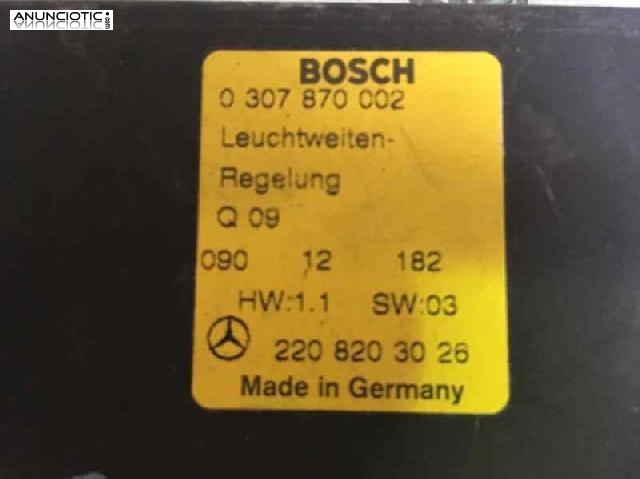 ANUNCIOTIC.com
BOSCH
0 307 870 002
Leuchtweiten-
Regelung
Q 09
090 12 182
HW:1.1 SW:03
220 820 30 26
Made in Germany